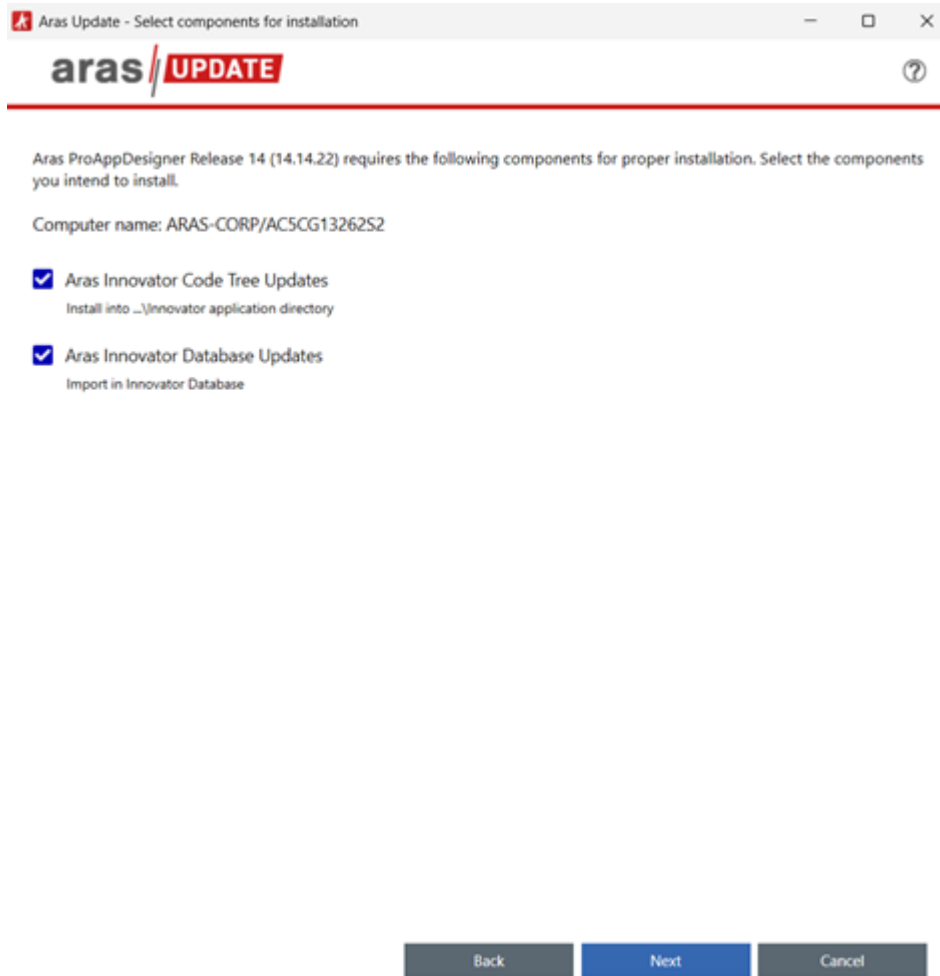 Aras Update - Select components for installation
aras UPDATE
Aras ProAppDesigner Release 14 (14.14.22) requires the following components for proper installation. Select the components
you intend to install.
Computer name: ARAS-CORP/AC5CG13262S2
Aras Innovator Code Tree Updates
Install into ...\Innovator application directory
Aras Innovator Database Updates
Import in Innovator Database
Back Next Cancel